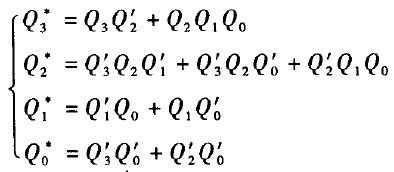 Q₃* = Q₃Q₂′ + Q₂Q₁Q₀
Q₂* = Q₃′Q₂Q₁′ + Q₃′Q₂Q₀′ + Q₂′Q₁Q₀
Q₁* = Q₁′Q₀ + Q₁Q₀′
Q₀* = Q₃′Q₀′ + Q₂′Q₀′